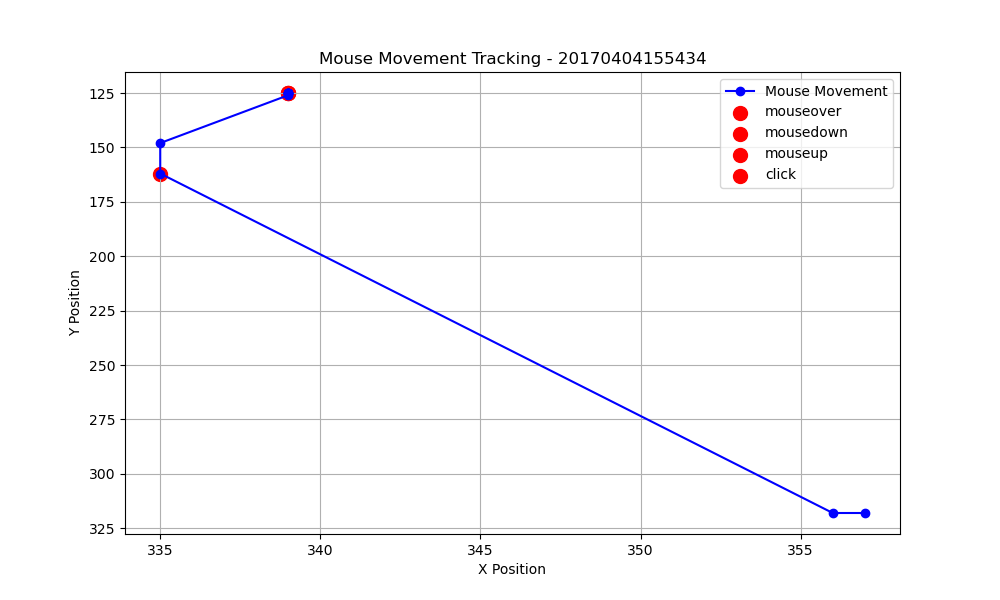 Mouse Movement Tracking - 20170404155434
Mouse Movement
mouseover
mousedown
mouseup
click
125
150
175
200
225
250
275
300
325
Y Position
335
340
345
350
355
X Position